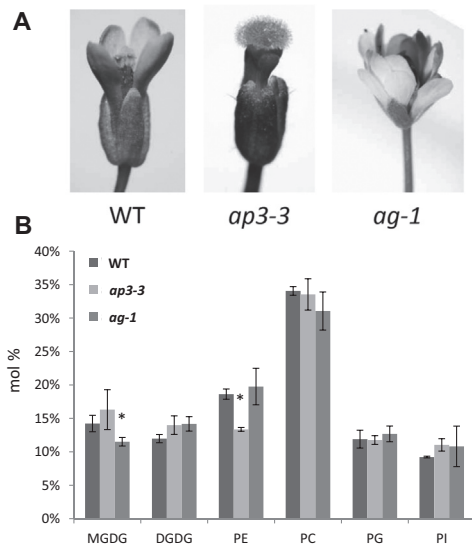 A
WT
ap3-3
ag-1
B
40%
35%
30%
25%
20%
15%
10%
5%
0%
mol %
WT
ap3-3
ag-1
*
*
MGDG
DGDG
PE
PC
PG
PI